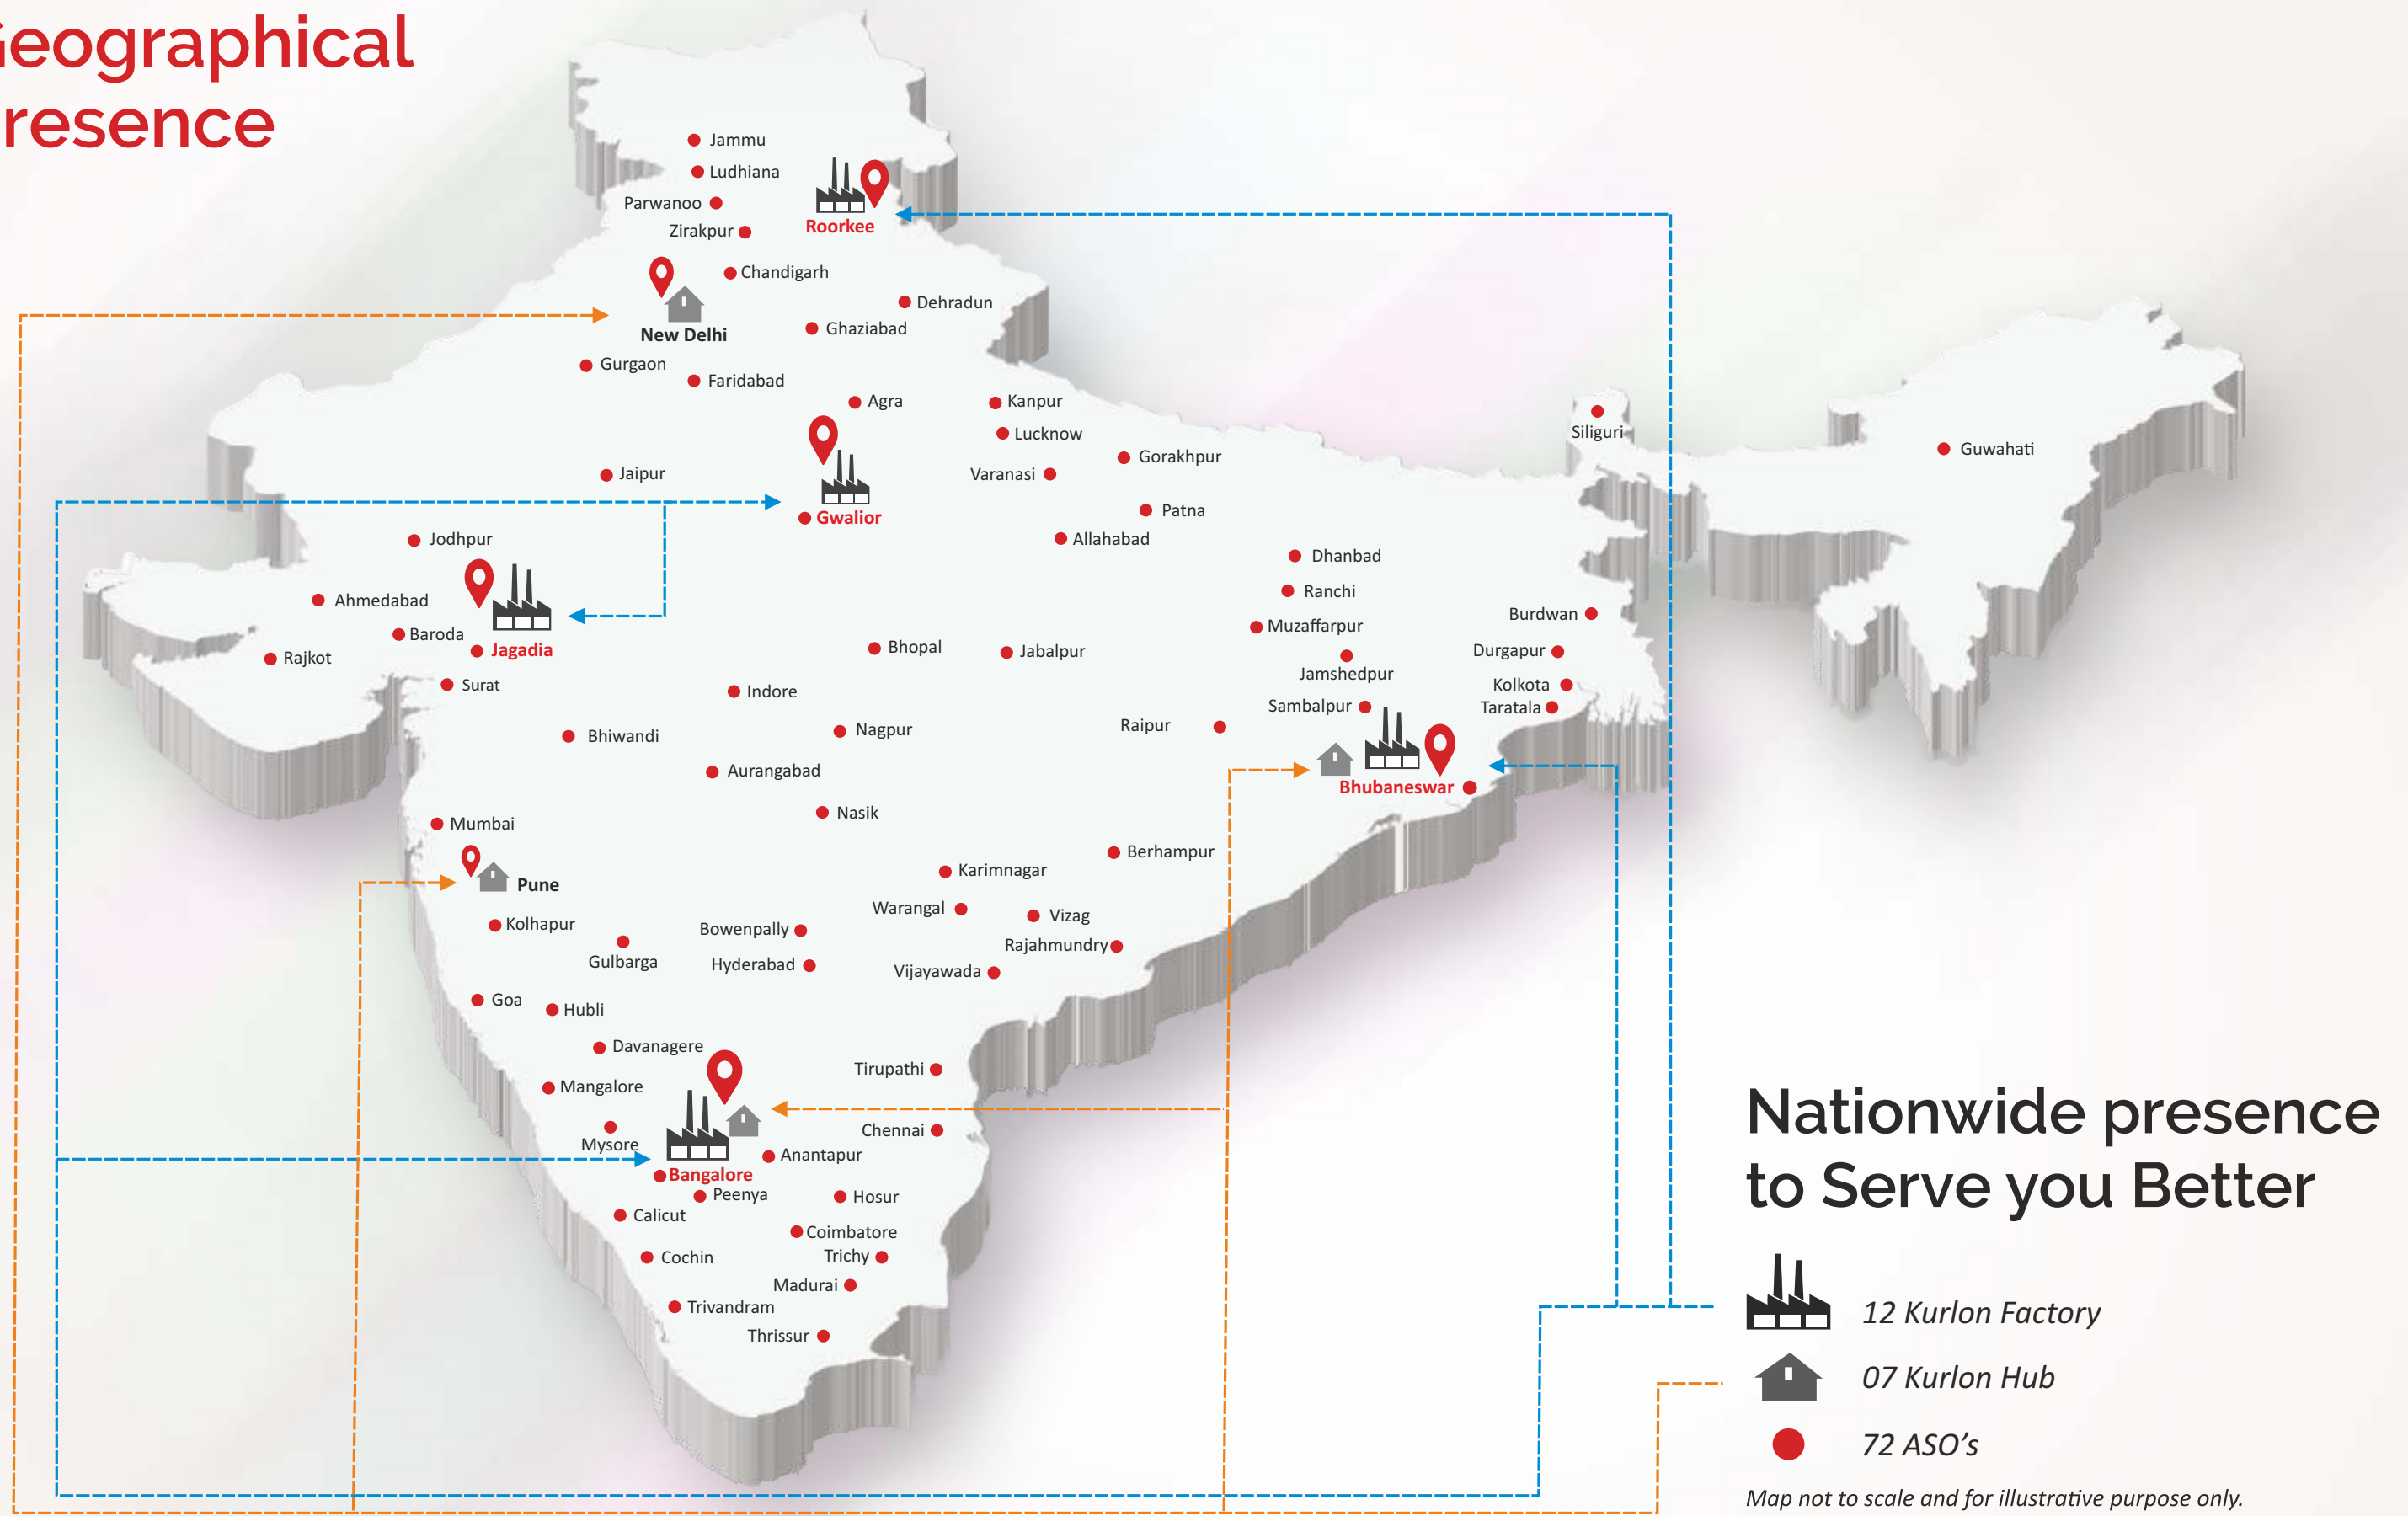 Geographical
resence
Jammu
Ludhiana
Parwanoo
Roorkee
Zirakpur
Chandigarh
Dehradun
Ghaziabad
New Delhi
Gurgaon
Faridabad
Agra
Kanpur
Siliguri
Lucknow
Guwahati
Gorakhpur
Jaipur
Varanasi
Patna
Gwalior
Jodhpur
Allahabad
Dhanbad
Ranchi
Ahmedabad
Burdwan
Muzaffarpur
Baroda
Bhopal
Jagadia
Jabalpur
Durgapur
Rajkot
Jamshedpur
Surat
Kolkota
Indore
Sambalpur
Taratala
Raipur
Nagpur
Bhiwandi
Aurangabad
Bhubaneswar
Nasik
Mumbai
Berhampur
Karimnagar
Pune
Warangal
Vizag
Kolhapur
Bowenpally
Rajahmundry
Gulbarga
Hyderabad
Vijayawada
Goa
Hubli
Davanagere
Tirupathi
Mangalore
Chennai
Mysore
Anantapur
Bangalore
Peenya
Hosur
Calicut
Coimbatore
Cochin
Trichy
Madurai
Trivandram
Thrissur
Nationwide presence
to Serve you Better
12 Kurlon Factory
07 Kurlon Hub
72 ASO’s
Map not to scale and for illustrative purpose only.